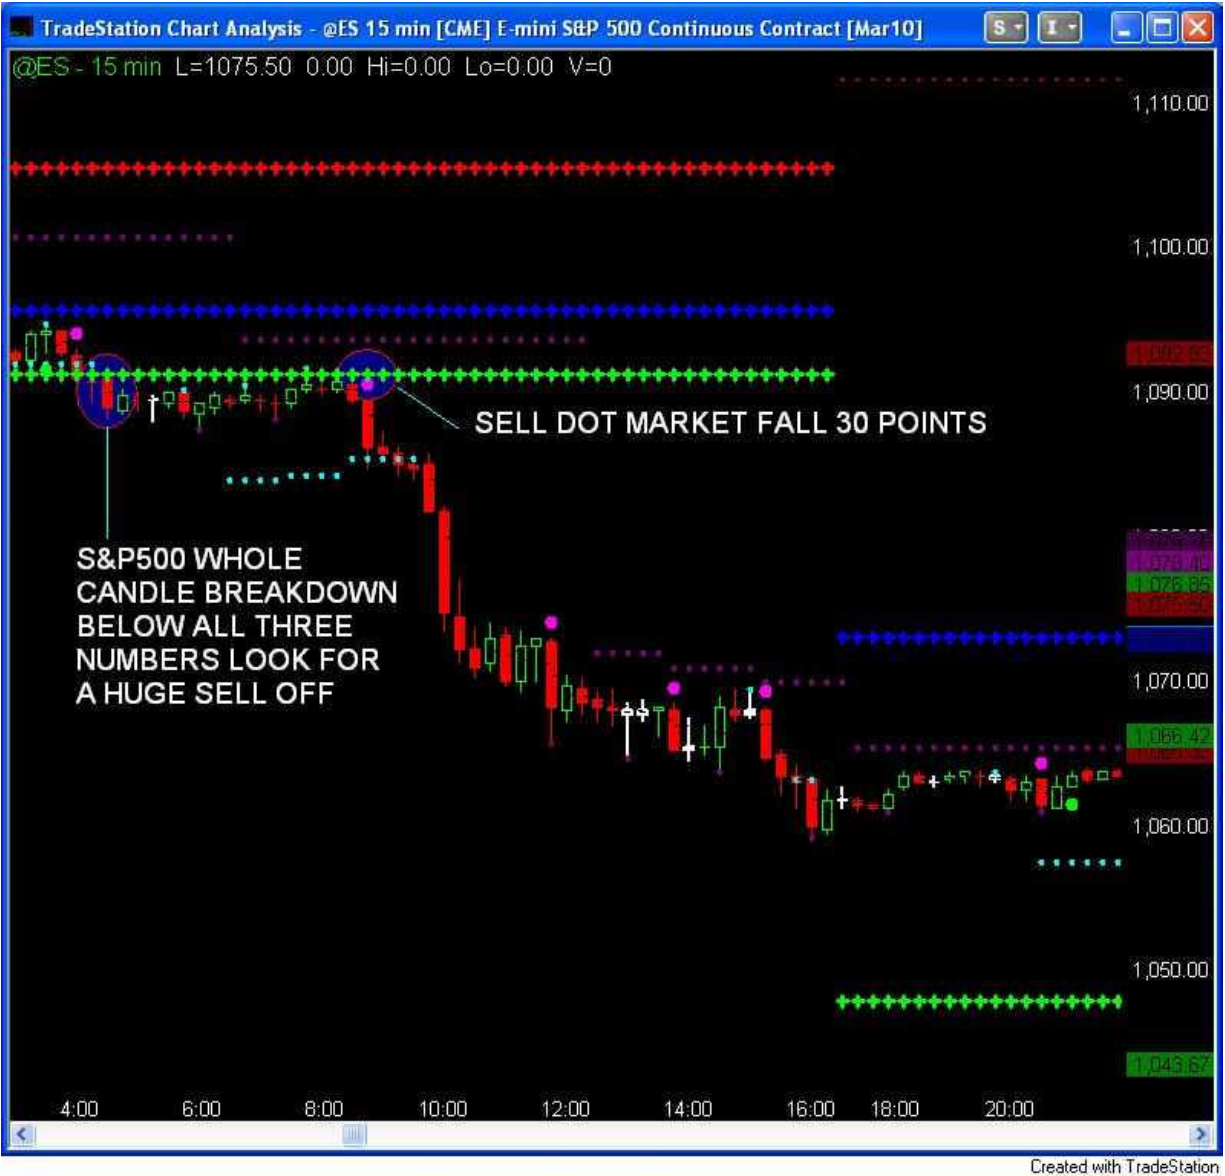 TradeStation Chart Analysis - @ES 15 min [CME] E-mini S&P 500 Continuous Contract [Mar10]
S
I
@ES - 15 min L=1075.50 0.00 Hi=0.00 Lo=0.00 V=0
1,110.00
1,100.00
1,090.00
SELL DOT MARKET FALL 30 POINTS
S&P500 WHOLE
CANDLE BREAKDOWN
BELOW ALL THREE
NUMBERS LOOK FOR
A HUGE SELL OFF
1,076.85
1,070.00
1,066.42
1,060.00
1,050.00
1,043.67
4:00 6:00 8:00 10:00 12:00 14:00 16:00 18:00 20:00
Created with TradeStation